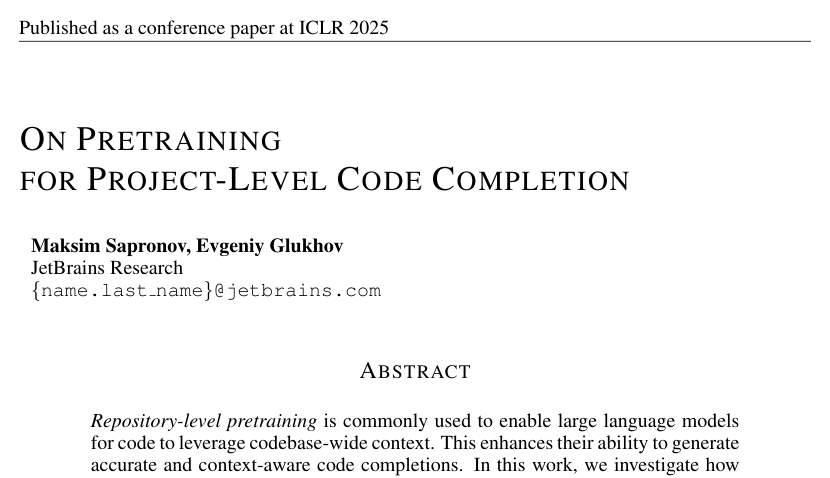 Published as a conference paper at ICLR 2025
ON PRETRAINING
FOR PROJECT-LEVEL CODE COMPLETION
Maksim Sapronov, Evgeniy Glukhov
JetBrains Research
{name.last_name}@jetbrains.com
ABSTRACT
Repository-level pretraining is commonly used to enable large language models
for code to leverage codebase-wide context. This enhances their ability to generate
accurate and context-aware code completions. In this work, we investigate how